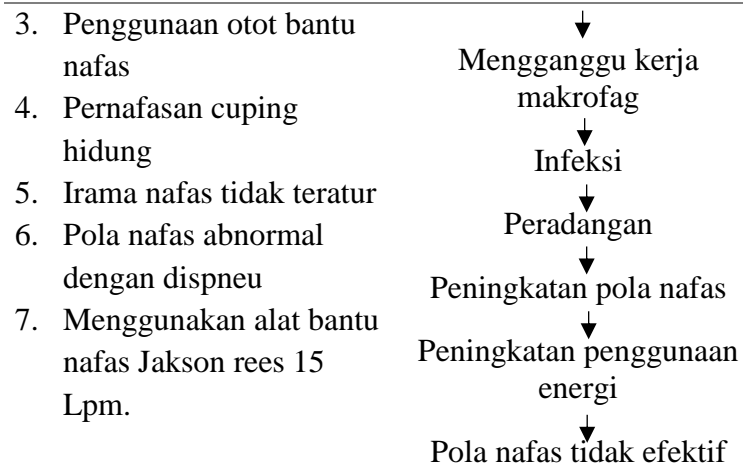 3. Penggunaan otot bantu
nafas
4. Pernafasan cuping
hidung
5. Irama nafas tidak teratur
6. Pola nafas abnormal
dengan dispneu
7. Menggunakan alat bantu
nafas Jakson rees 15
Lpm.
Mengganggu kerja
makrofag
Infeksi
Peradangan
Peningkatan pola nafas
Peningkatan penggunaan
energi
Pola nafas tidak efektif